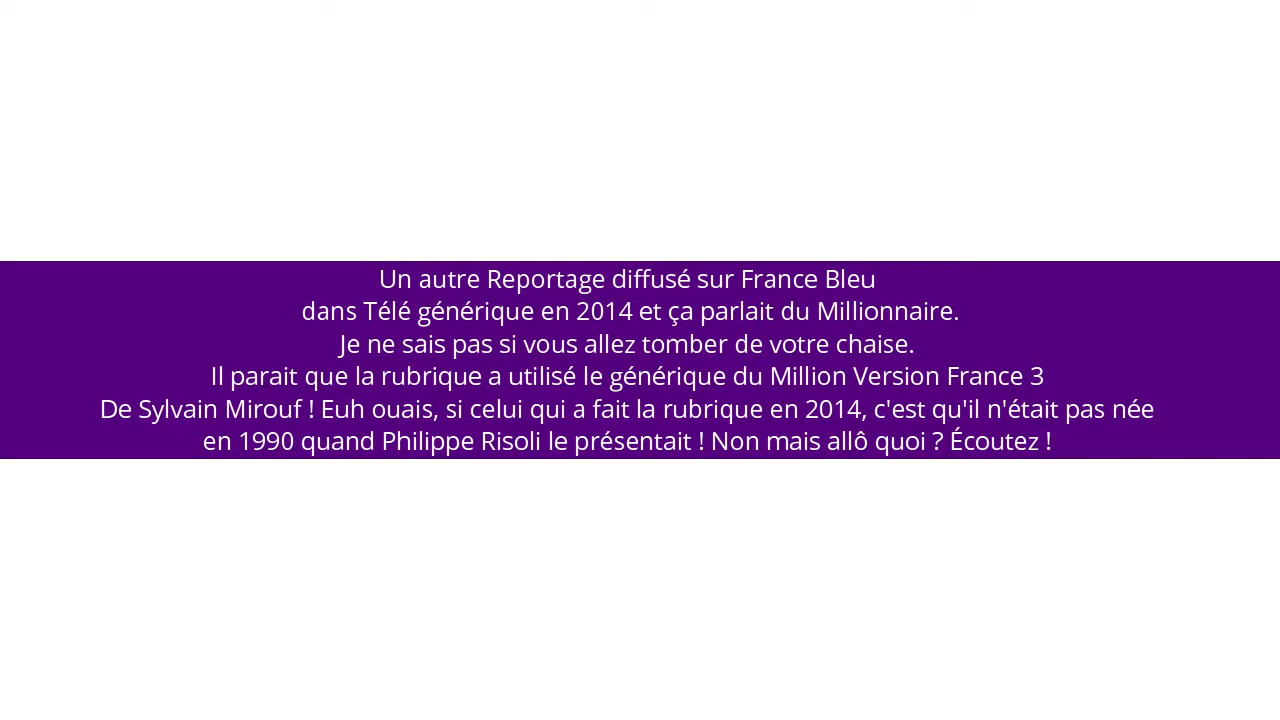 Un autre Reportage diffusé sur France Bleu
dans Télé générique en 2014 et ça parlait du Millionnaire.
Je ne sais pas si vous allez tomber de votre chaise.
Il parait que la rubrique a utilisé le générique du Million Version France 3
De Sylvain Mirouf ! Euh ouais, si celui qui a fait la rubrique en 2014, c'est qu'il n'était pas née
en 1990 quand Philippe Risoli le présentait ! Non mais allô quoi ? Écoutez !